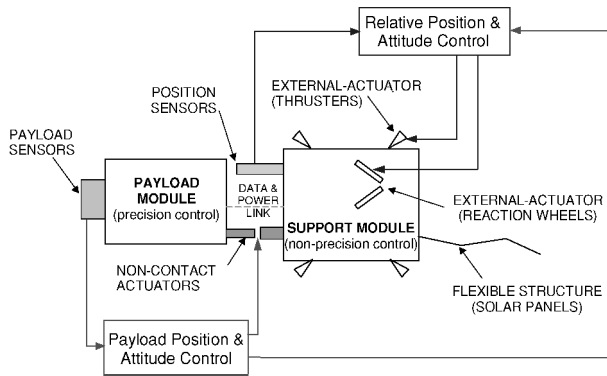 Relative Position &
Attitude Control
EXTERNAL-ACTUATOR
(THRUSTERS)
POSITION
SENSORS
PAYLOAD
SENSORS
PAYLOAD
MODULE
(precision control)
DATA &
POWER
LINK
EXTERNAL-ACTUATOR
(REACTION WHEELS)
SUPPORT MODULE
(non-precision control)
NON-CONTACT
ACTUATORS
FLEXIBLE STRUCTURE
(SOLAR PANELS)
Payload Position &
Attitude Control